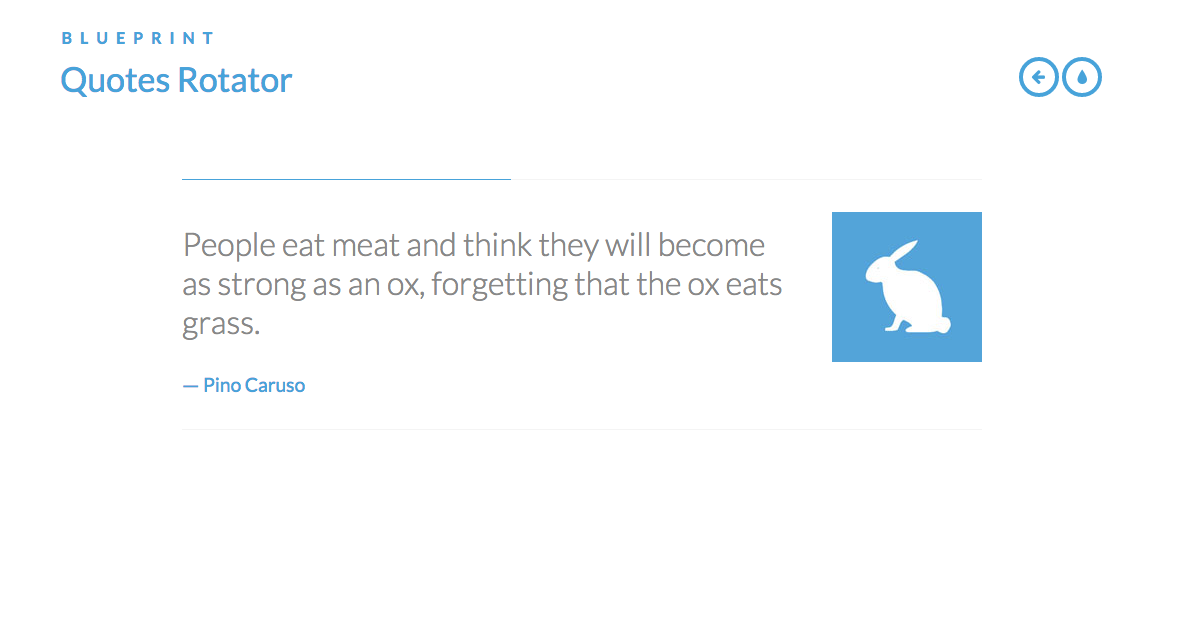 BLUEPRINT
Quotes Rotator
People eat meat and think they will become
as strong as an ox, forgetting that the ox eats
grass.
— Pino Caruso